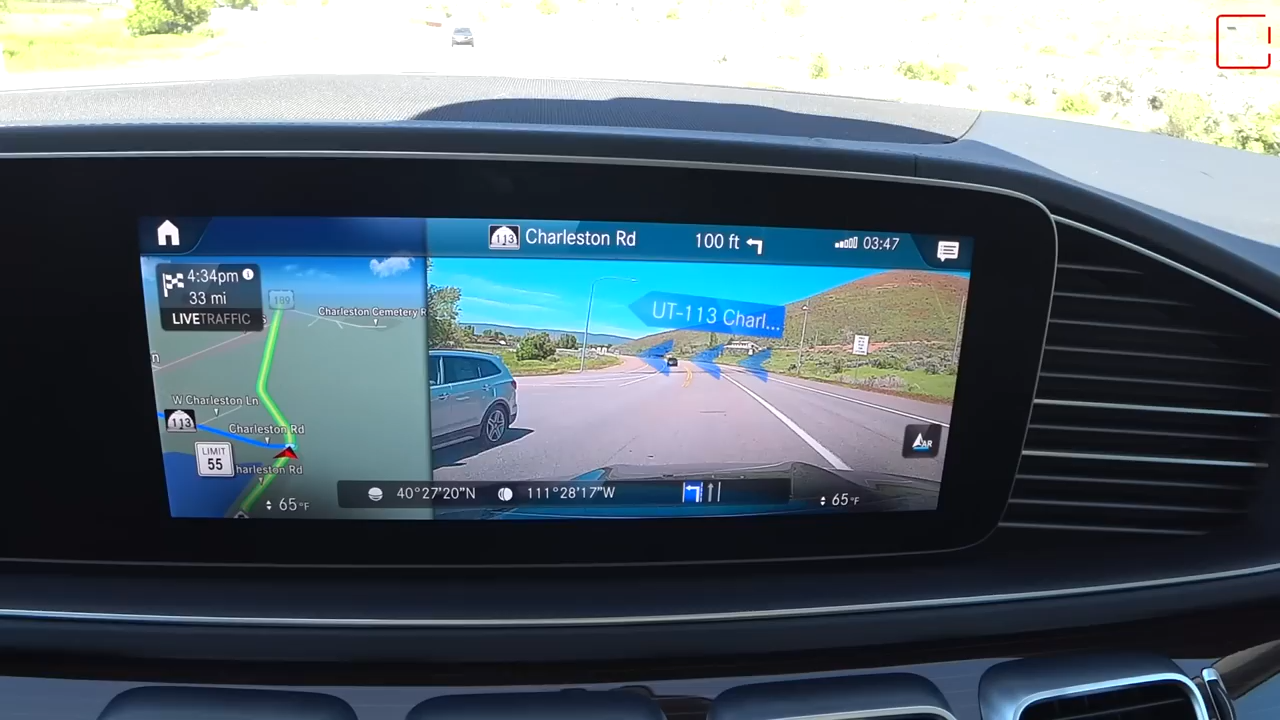 113 Charleston Rd
100 ft
03:47
4:34pm
33 mi
LIVETRAFFIC
189
Charleston Cemetery R
UT-113 Charl...
W Charleston Ln
113
Charleston Rd
LIMIT
55
harleston Rd
AR
40°27'20"N
111°28'17"W
65°F
65°F